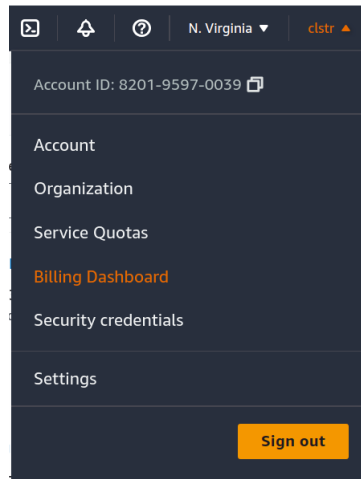 N. Virginia ▼ clstr ▲
Account ID: 8201-9597-0039
Account
Organization
Service Quotas
Billing Dashboard
Security credentials
Settings
Sign out